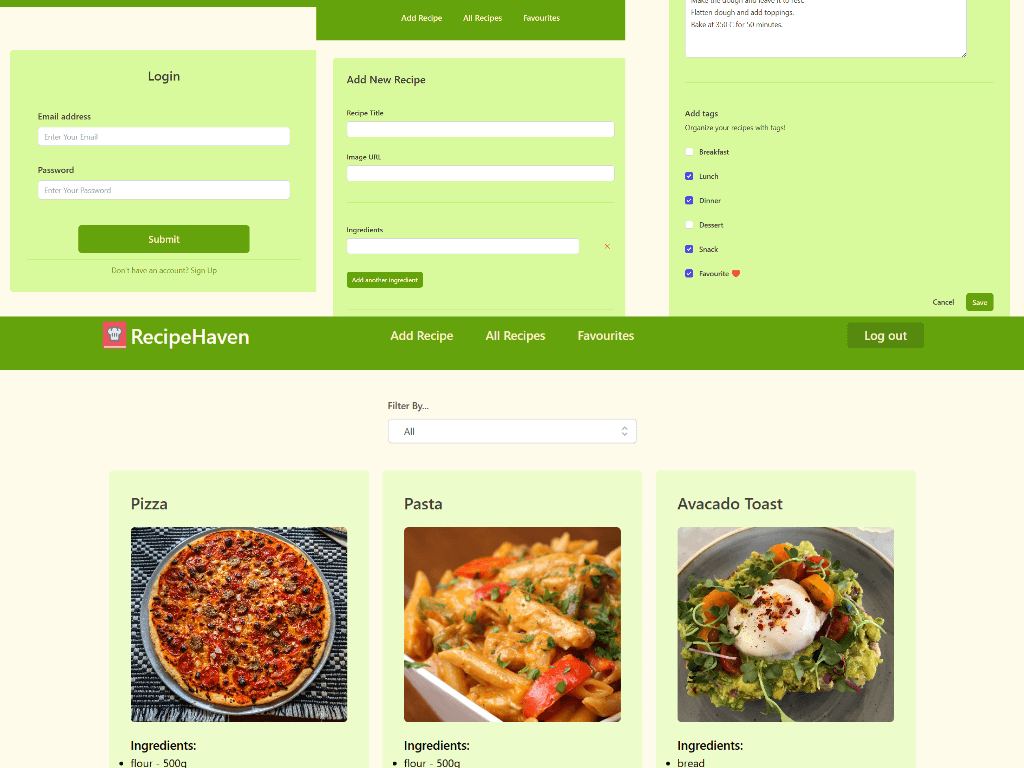 Login
Email address
Enter Your Email
Password
Enter Your Password
Submit
Don't have an account? Sign Up
Add Recipe All Recipes Favourites
Add New Recipe
Recipe Title
Image URL
Ingredients
Add another ingredient
Make the dough and leave it to rest.
Flatten dough and add toppings.
Bake at 350 C for 50 minutes.
Add tags
Organize your recipes with tags!
Breakfast
Lunch
Dinner
Dessert
Snack
Favourite
Cancel Save
RecipeHaven Add Recipe All Recipes Favourites Log out
Filter By...
All
Pizza
Ingredients:
flour - 500g
Pasta
Ingredients:
flour - 500g
Avacado Toast
Ingredients:
bread